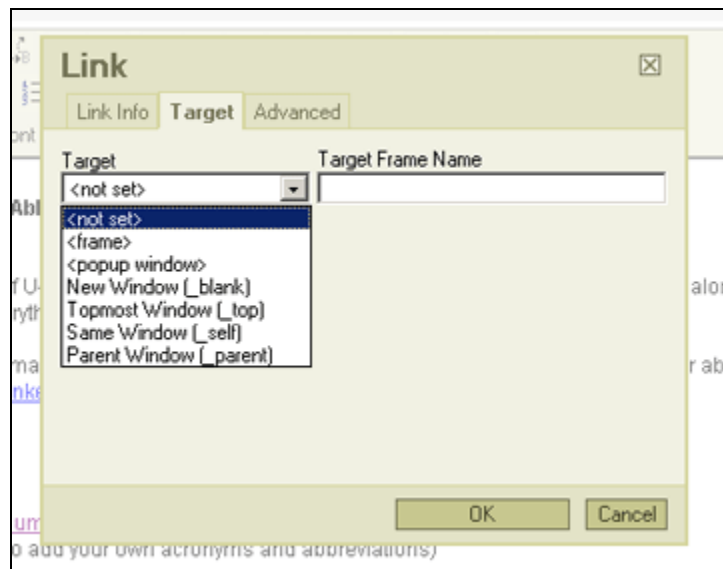 Link
Link Info Target Advanced
Target Target Frame Name
<not set>
<not set>
<frame>
<popup window>
New Window (_blank)
Topmost Window (_top)
Same Window (_self)
Parent Window (_parent)
OK Cancel
add your own acronyms and abbreviations)